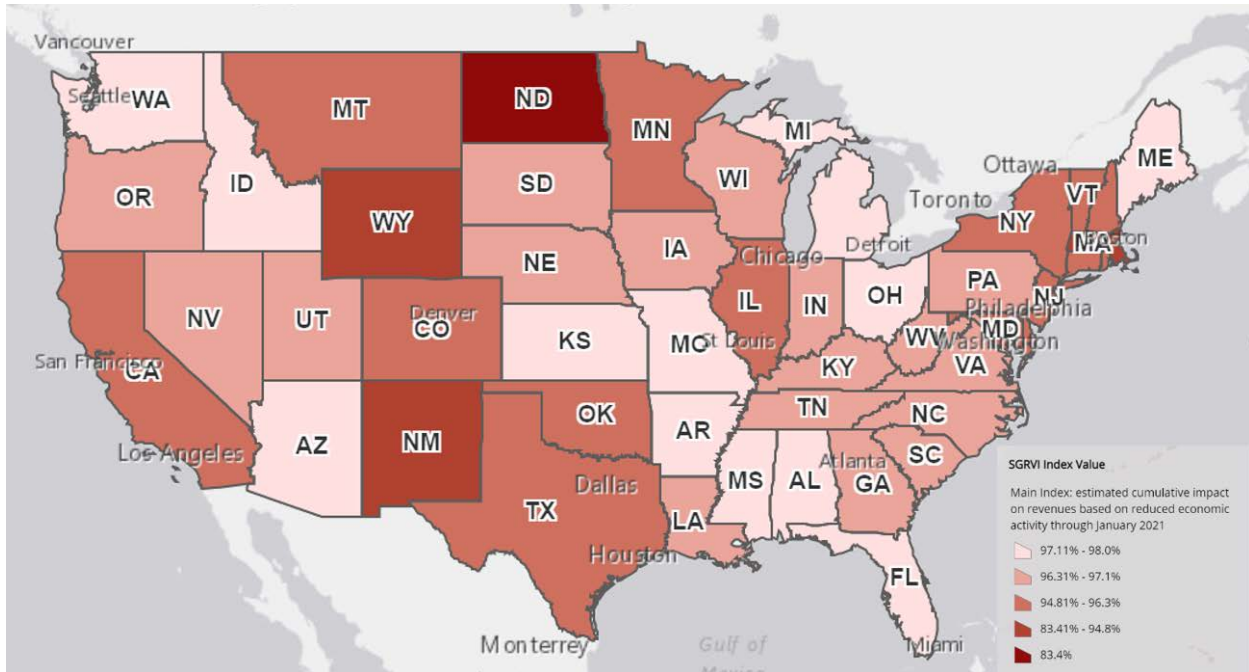 Vancouver
Seattle
WA
MT
ND
MN
MI
ME
Ottawa
OR
ID
SD
WI
Toronto
VT
NY
WY
MA
Boston
IA
Chicago
Detroit
NE
PA
NJ
Philadelphia
NV
UT
Denver
CO
IL
IN
OH
San Francisco
CA
KS
MO
St Louis
WV
MD
Washington
KY
VA
Los Angeles
AZ
NM
OK
AR
TN
NC
Dallas
TX
MS
AL
Atlanta
GA
SC
LA
Houston
FL
Monterrey
Gulf of
Mexico
Miami
SGRVI Index Value
Main Index: estimated cumulative impact
on revenues based on reduced economic
activity through January 2021
97.11% - 98.0%
96.31% - 97.1%
94.81% - 96.3%
83.41% - 94.8%
83.4%